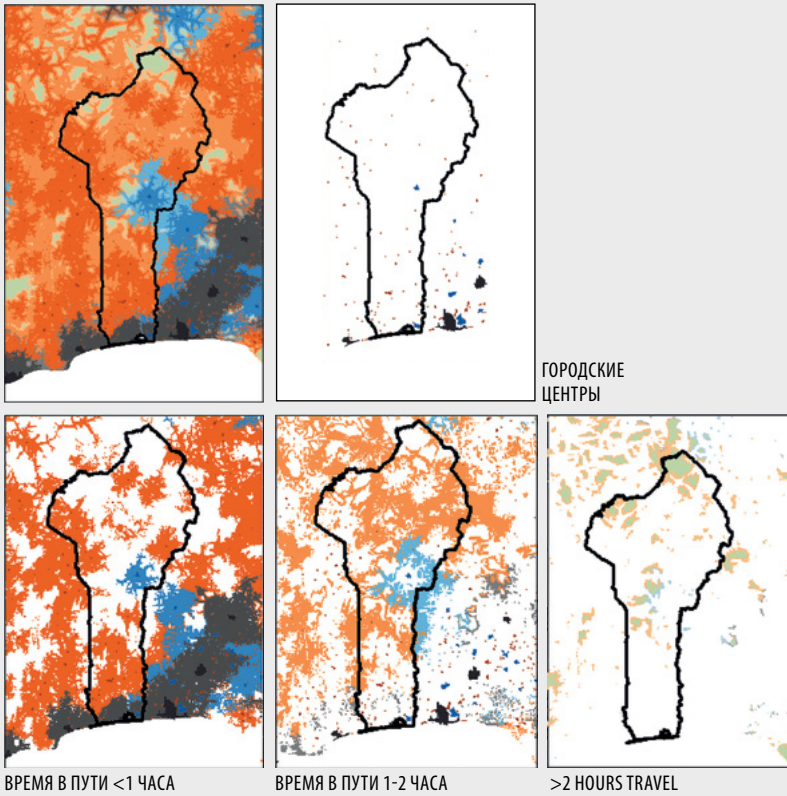 ГОРОДСКИЕ
ЦЕНТРЫ
ВРЕМЯ В ПУТИ <1 ЧАСА
ВРЕМЯ В ПУТИ 1-2 ЧАСА
>2 HOURS TRAVEL